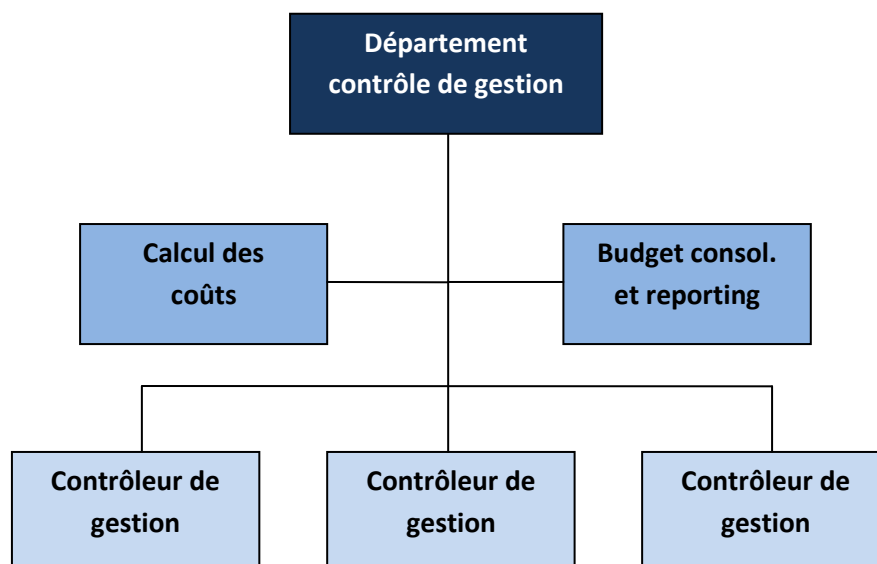 Département
contrôle de gestion
Calcul des
coûts
Budget consol.
et reporting
Contrôleur de
gestion
Contrôleur de
gestion
Contrôleur de
gestion